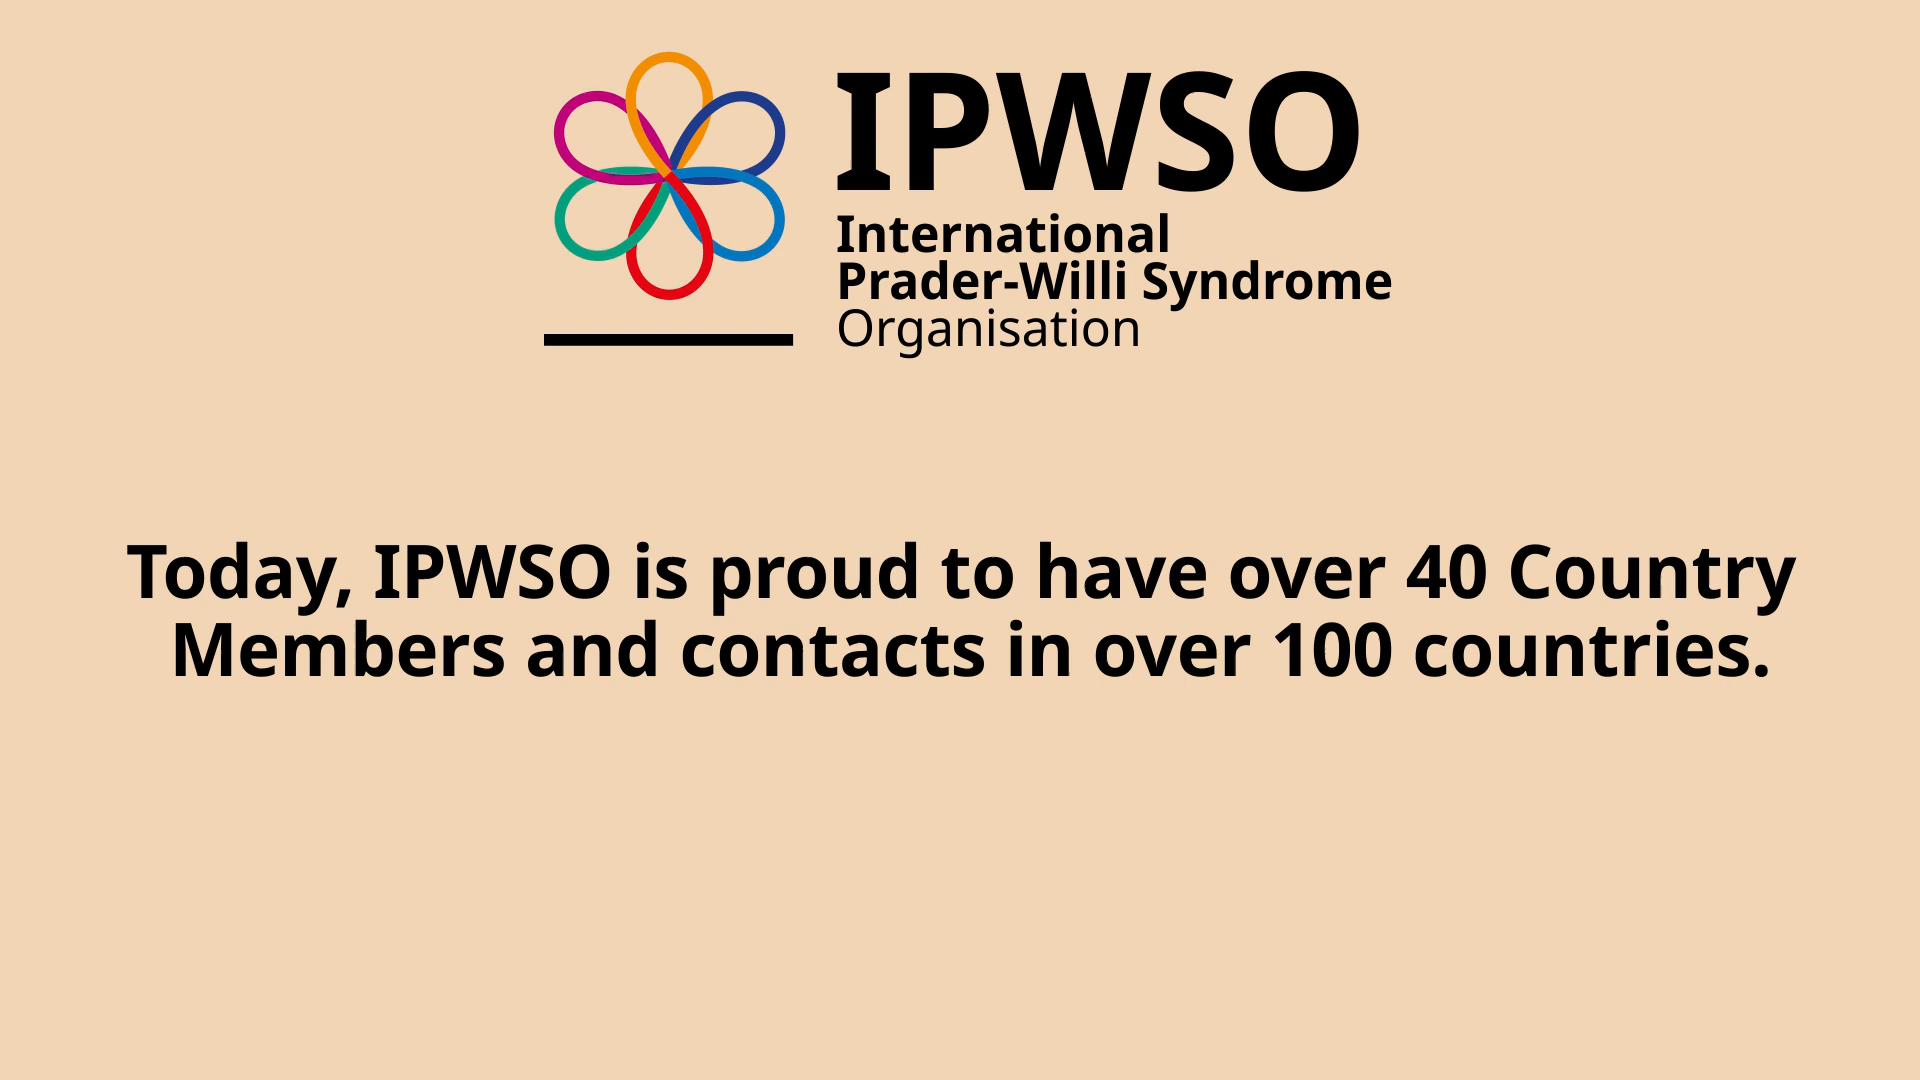 IPWSO
International
Prader-Willi Syndrome
Organisation
Today, IPWSO is proud to have over 40 Country
Members and contacts in over 100 countries.